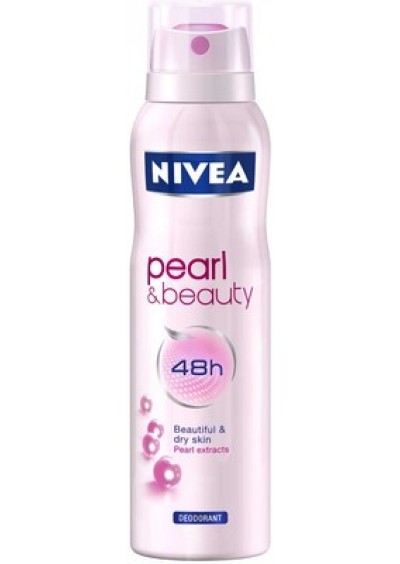 NIVEA
pearl
&beauty
48h
Beautiful &
dry skin
Pearl extracts
DEODORANT